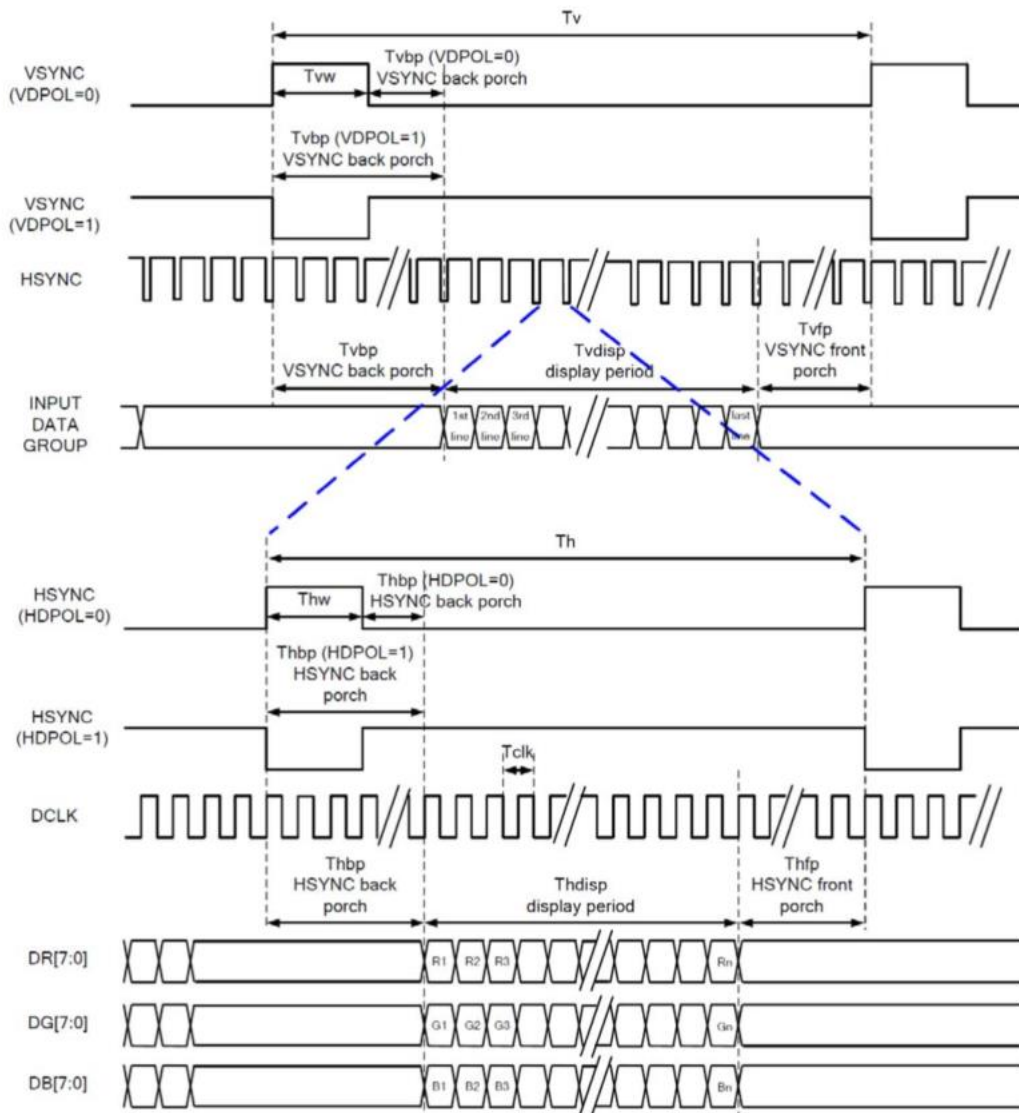 Tv
VSYNC
(VDPOL=0)
Tvw
Tvbp (VDPOL=0)
VSYNC back porch
Tvbp (VDPOL=1)
VSYNC back porch
VSYNC
(VDPOL=1)
HSYNC
Tvbp
VSYNC back porch
Tvdisp
display period
Tvfp
VSYNC front
porch
INPUT
DATA
GROUP
1st
line
2nd
line
3rd
line
last
line
Th
HSYNC
(HDPOL=0)
Thw
Thbp (HDPOL=0)
HSYNC back porch
Thbp (HDPOL=1)
HSYNC back
porch
HSYNC
(HDPOL=1)
Tclk
DCLK
Thbp
HSYNC back
porch
Thdisp
display period
Thfp
HSYNC front
porch
DR[7:0]
R1 R2 R3 Rn
DG[7:0]
G1 G2 G3 Gn
DB[7:0]
B1 B2 B3 Bn